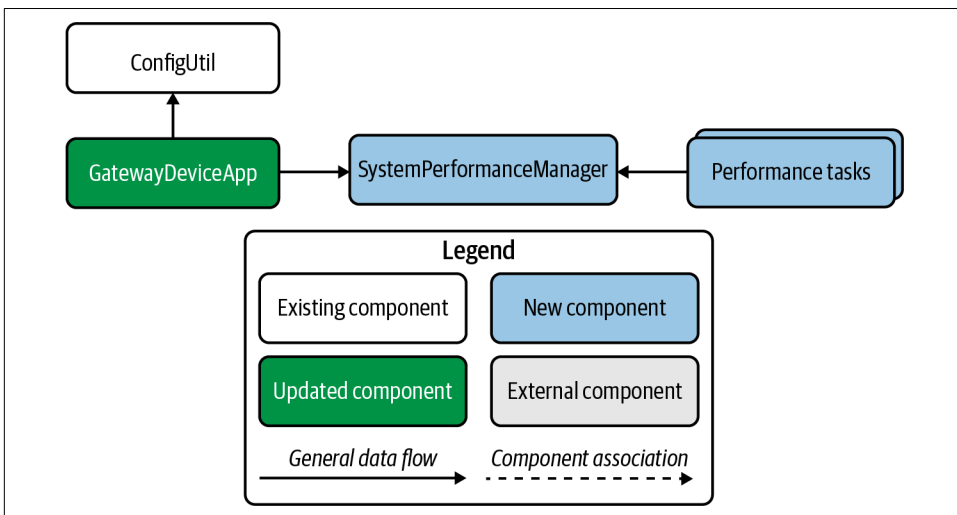 ConfigUtil
GatewayDeviceApp
SystemPerformanceManager
Performance tasks
Legend
Existing component
New component
Updated component
External component
General data flow
Component association